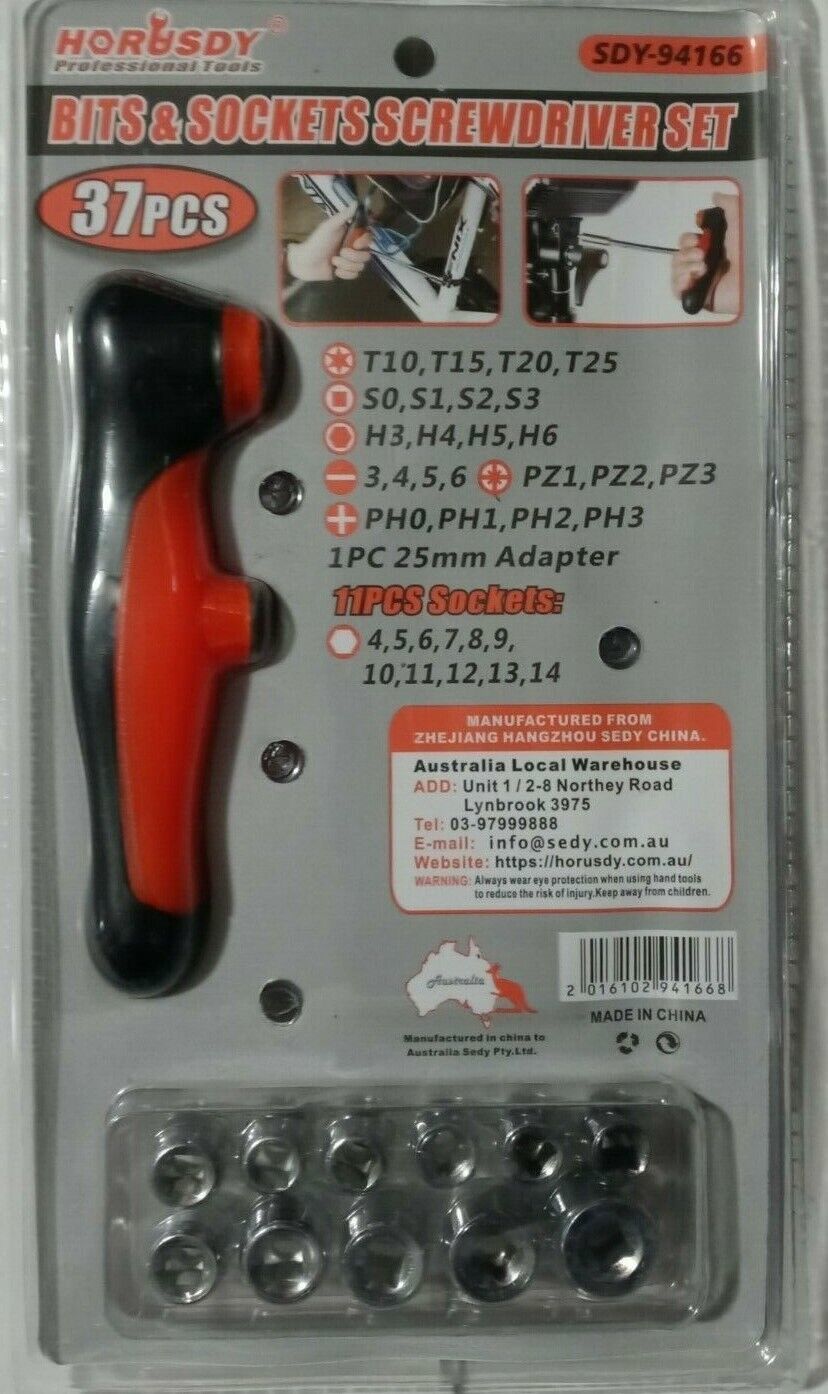 HORUSDY®
Professional Tools
SDY-94166
BITS & SOCKETS SCREWDRIVER SET
37PCS
T10,T15,T20,T25
S0,S1,S2,S3
H3,H4,H5,H6
3,4,5,6 PZ1,PZ2,PZ3
PH0,PH1,PH2,PH3
1PC 25mm Adapter
11PCS Sockets:
4,5,6,7,8,9,
10,11,12,13,14
MANUFACTURED FROM
ZHEJIANG HANGZHOU SEDY CHINA.
Australia Local Warehouse
ADD: Unit 1 / 2-8 Northey Road
Lynbrook 3975
Tel: 03-97999888
E-mail: info@sedy.com.au
Website: https://horusdy.com.au/
WARNING: Always wear eye protection when using hand tools
to reduce the risk of injury.Keep away from children.
Australia
Manufactured in china to
Australia Sedy Pty.Ltd.
2 016102 941668
MADE IN CHINA